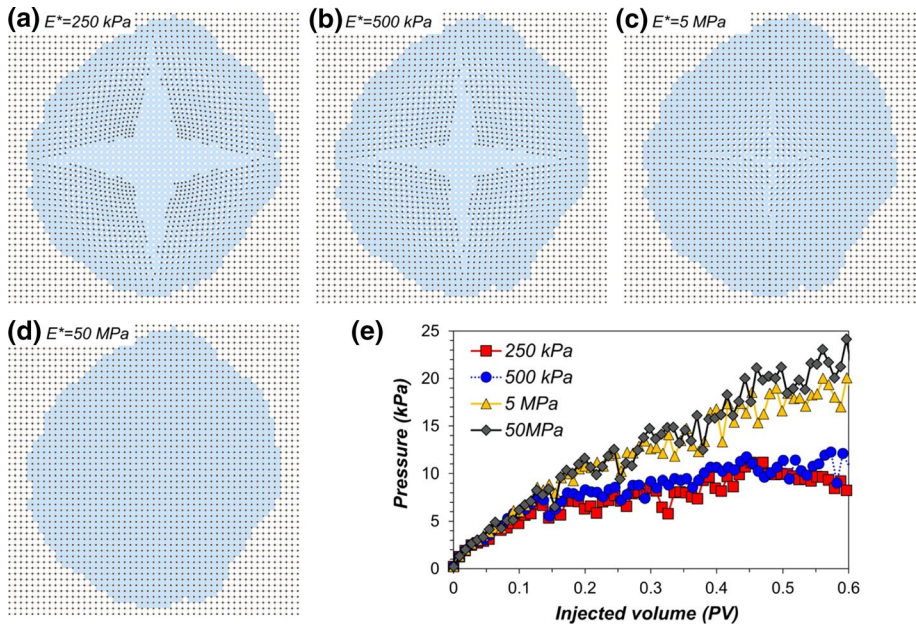 (a) E*=250 kPa
(b) E*=500 kPa
(c) E*=5 MPa
(d) E*=50 MPa
(e)
25
20
15
10
5
0
Pressure (kPa)
250 kPa
500 kPa
5 MPa
50MPa
0 0.1 0.2 0.3 0.4 0.5 0.6
Injected volume (PV)